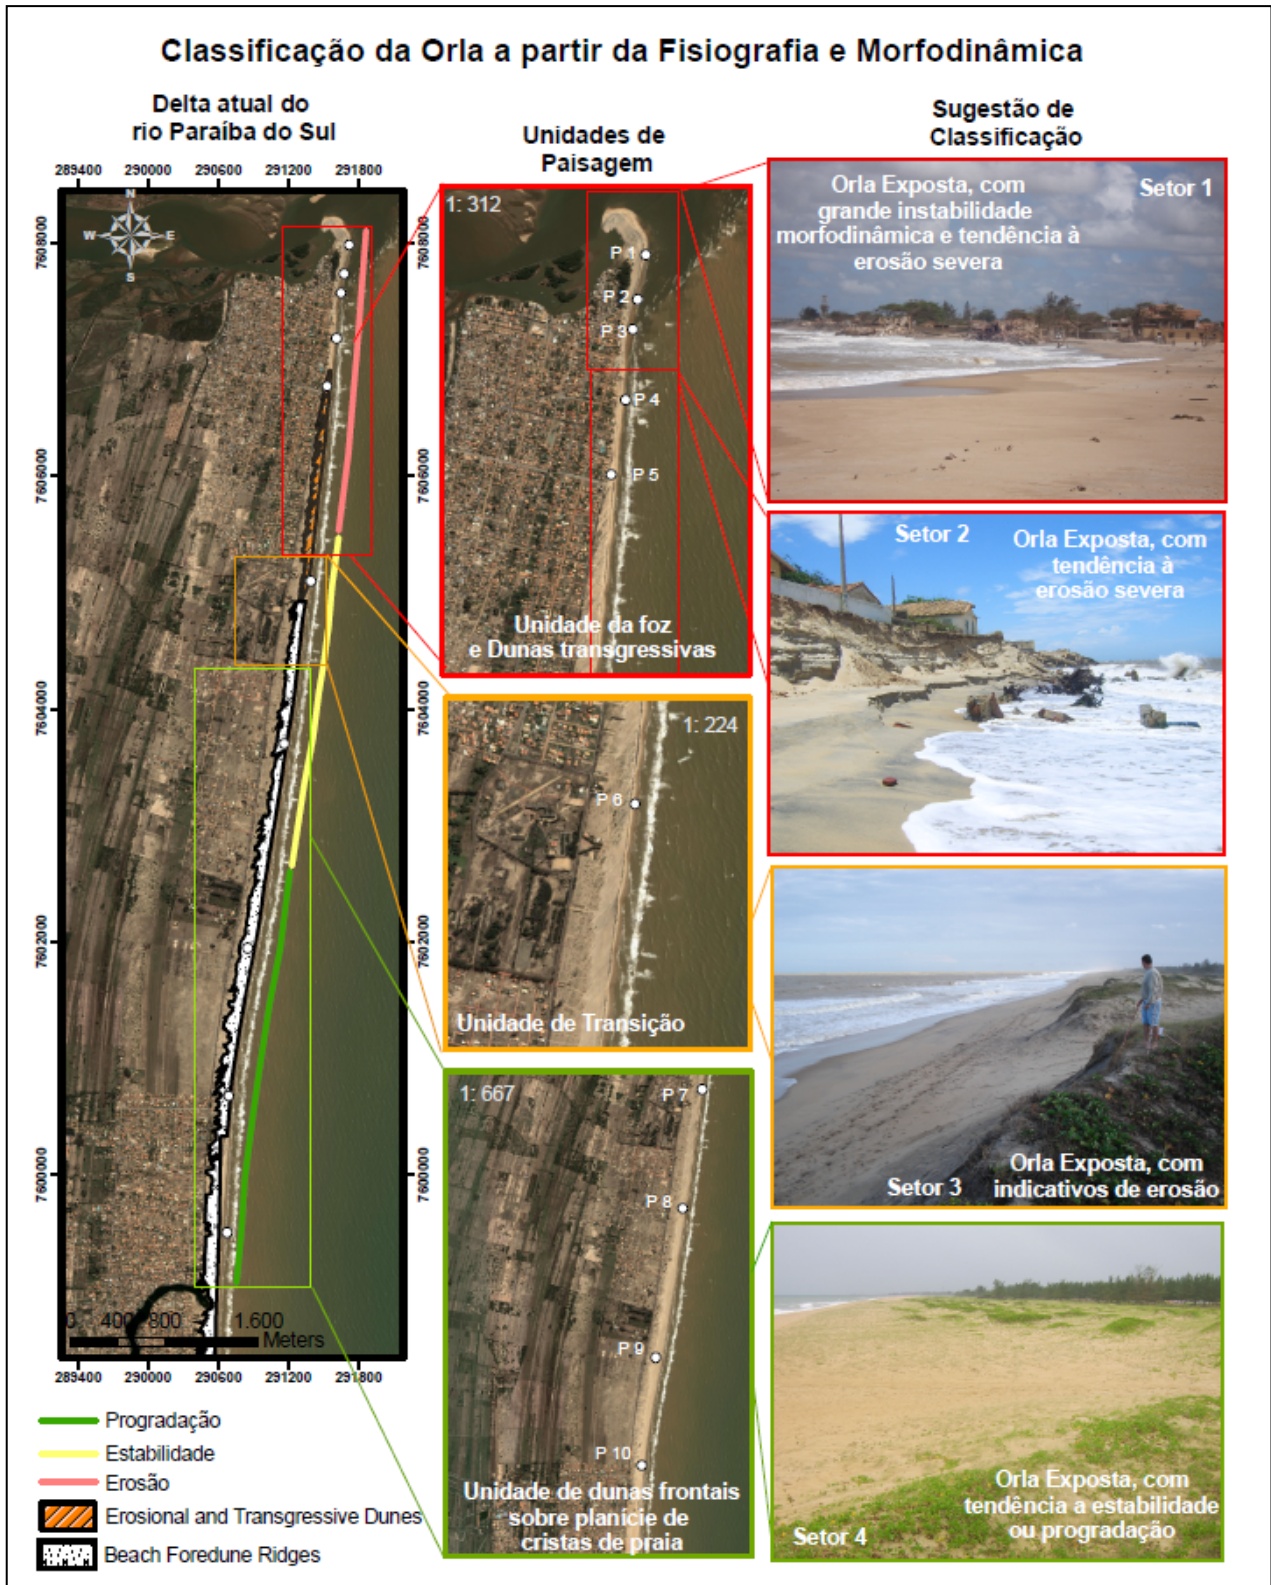 Classificação da Orla a partir da Fisiografia e Morfodinâmica
Delta atual do
rio Paraíba do Sul
289400 290000 290600 291200 291800
N
W E
S
7608000
7606000
7604000
7602000
7600000
7608000
7606000
7604000
7602000
7600000
0 400 800 1.600
Meters
289400 290000 290600 291200 291800
Progradação
Estabilidade
Erosão
Erosional and Transgressive Dunes
Beach Foredune Ridges
Unidades de
Paisagem
1: 312
P 1
P 2
P 3
P 4
P 5
Unidade da foz
e Dunas transgressivas
1: 224
P 6
Unidade de Transição
1: 667
P 7
P 8
P 9
P 10
Unidade de dunas frontais
sobre planície de
cristas de praia
Sugestão de
Classificação
Setor 1
Orla Exposta, com
grande instabilidade
morfodinâmica e tendência à
erosão severa
Setor 2
Orla Exposta, com
tendência à
erosão severa
Setor 3
Orla Exposta, com
indicativos de erosão
Orla Exposta, com
tendência a estabilidade
ou progradação
Setor 4